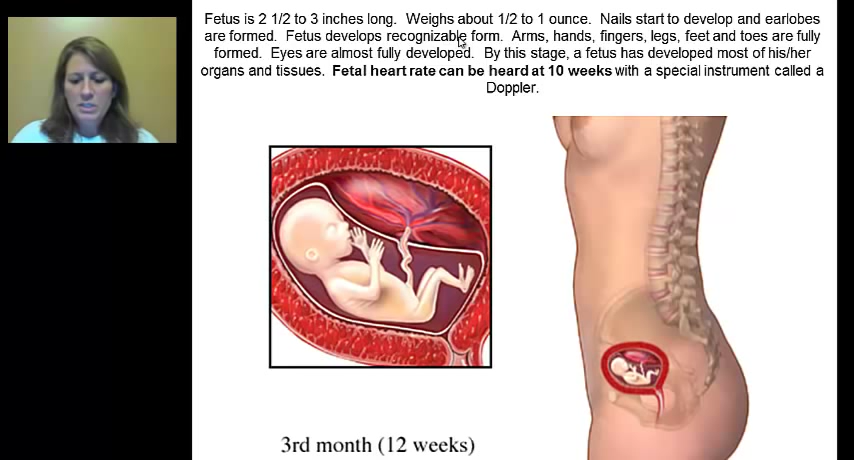 Fetus is 2 1/2 to 3 inches long.  Weighs about 1/2 to 1 ounce.  Nails start to develop and earlobes
are formed.  Fetus develops recognizable form.  Arms, hands, fingers, legs, feet and toes are fully
formed.  Eyes are almost fully developed.  By this stage, a fetus has developed most of his/her
organs and tissues.  Fetal heart rate can be heard at 10 weeks with a special instrument called a
Doppler.
3rd month (12 weeks)